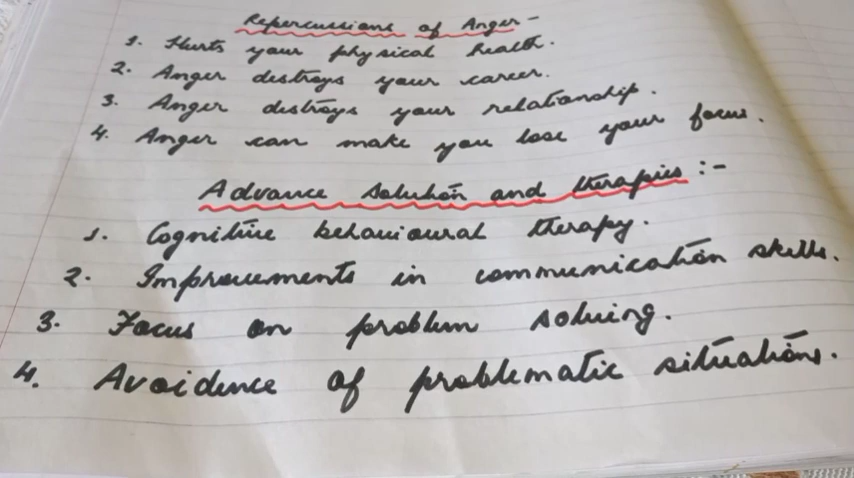 Repercussions of Anger -
1. Hurts your physical health.
2. Anger destroys your career.
3. Anger destroys your relationship.
4. Anger can make you lose your focus.
Advance solution and therapies :-
1. Cognitive behavioural therapy.
2. Improvements in communication skills.
3. Focus on problem solving.
4. Avoidence of problematic situations.